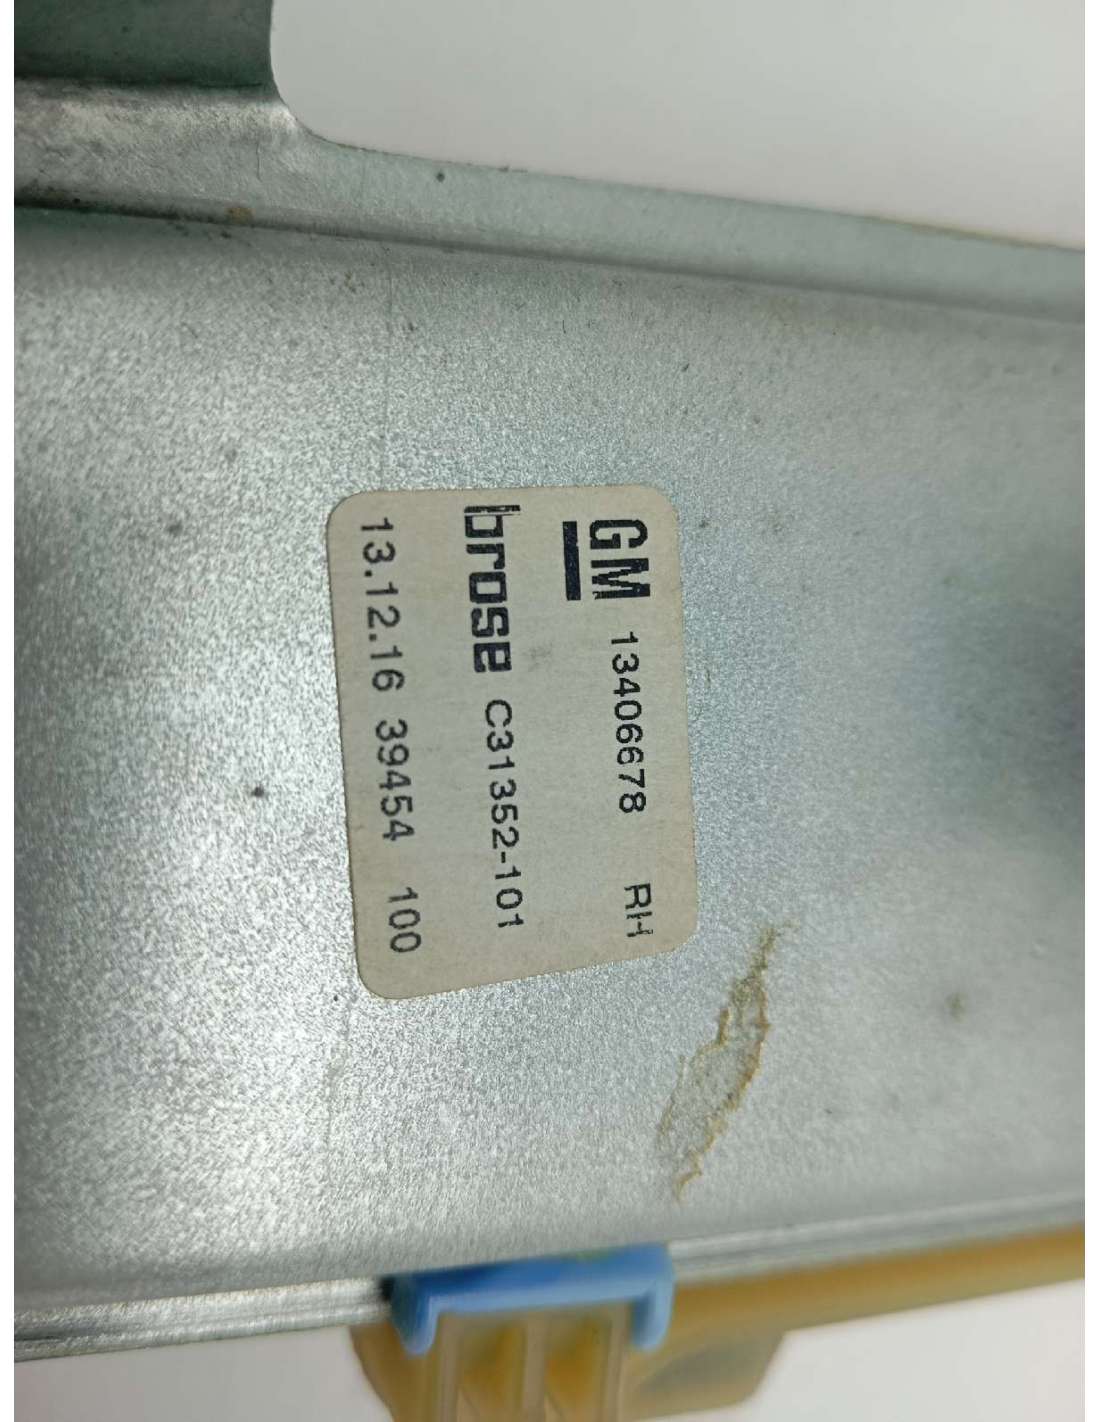 GM 13406678 RH
brose C31352-101
13.12.16 39454 100